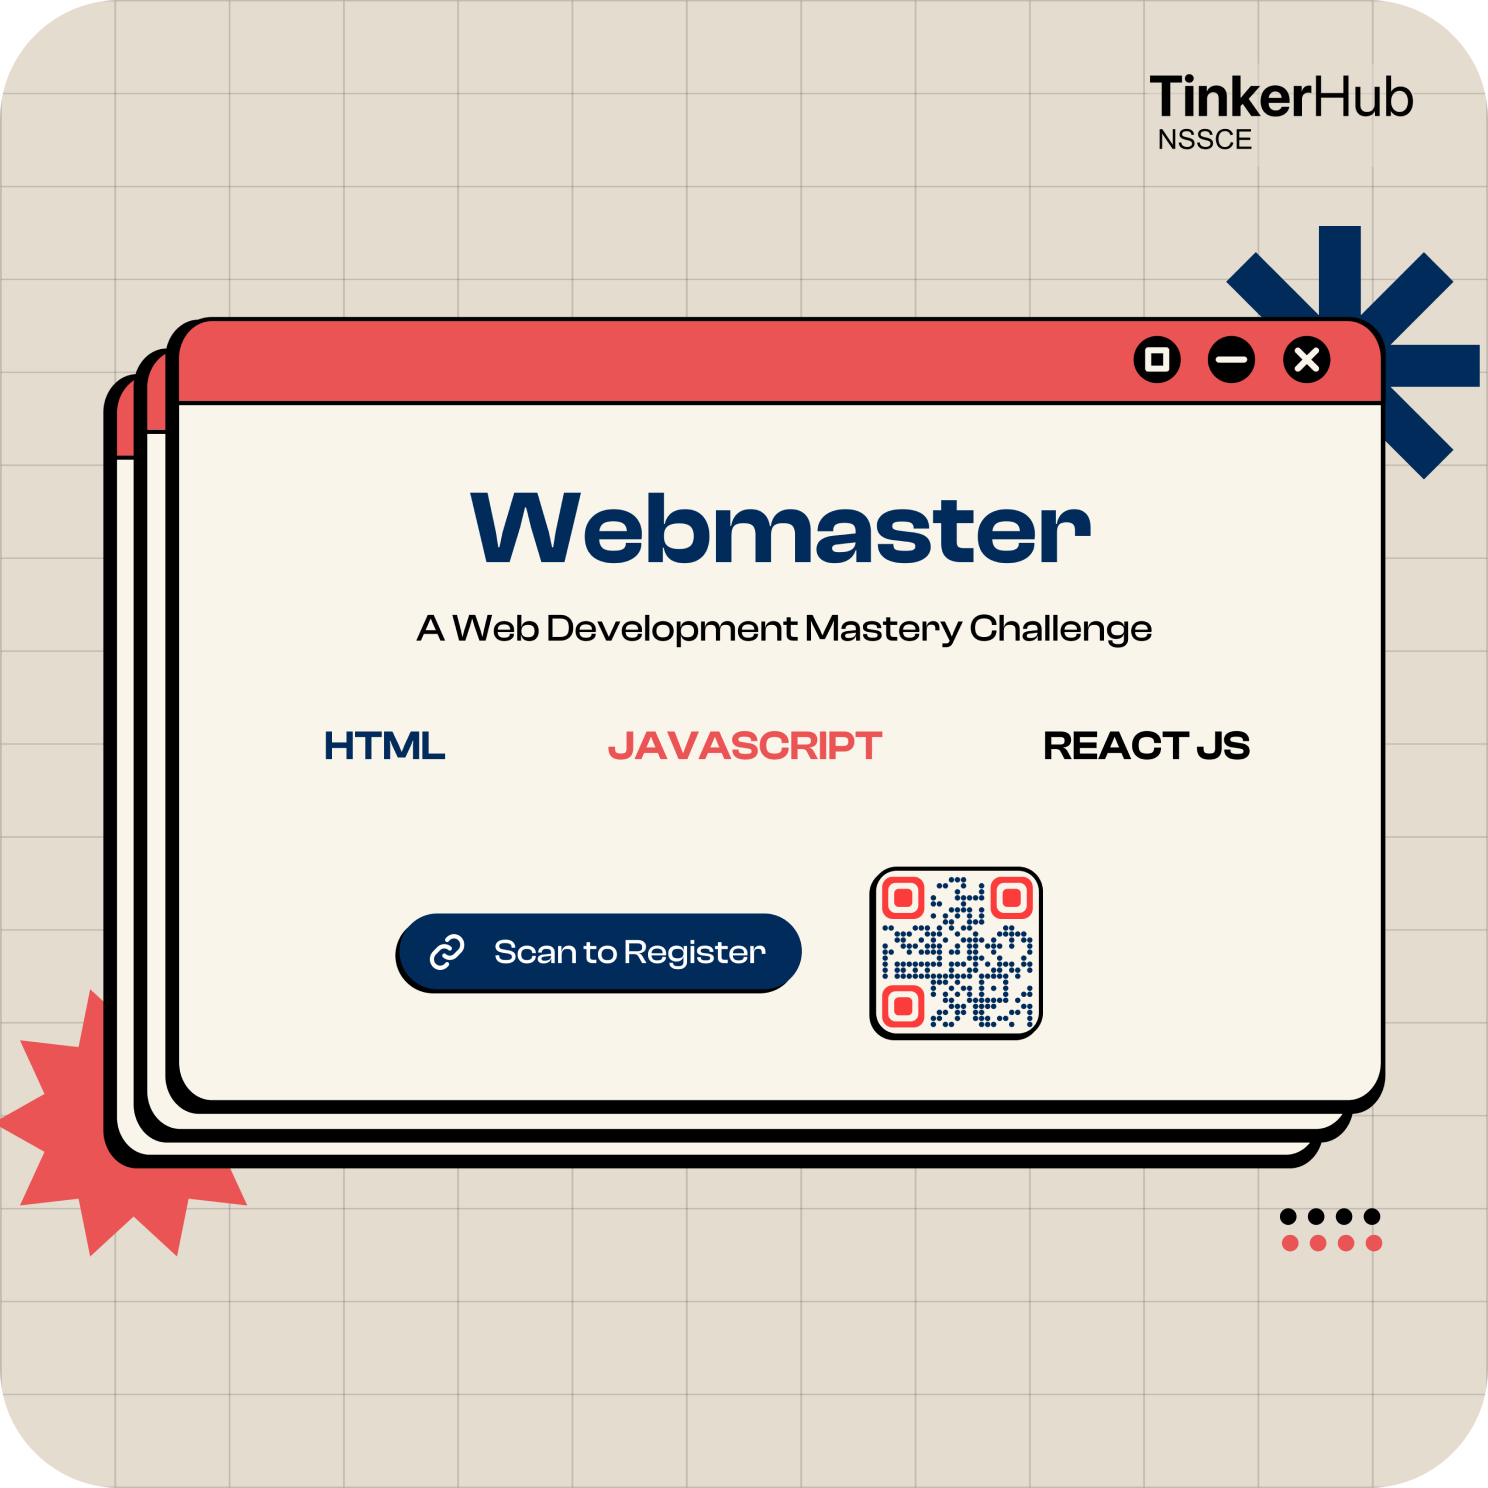 TinkerHub
NSSCE
Webmaster
A Web Development Mastery Challenge
HTML JAVASCRIPT REACT JS
Scan to Register